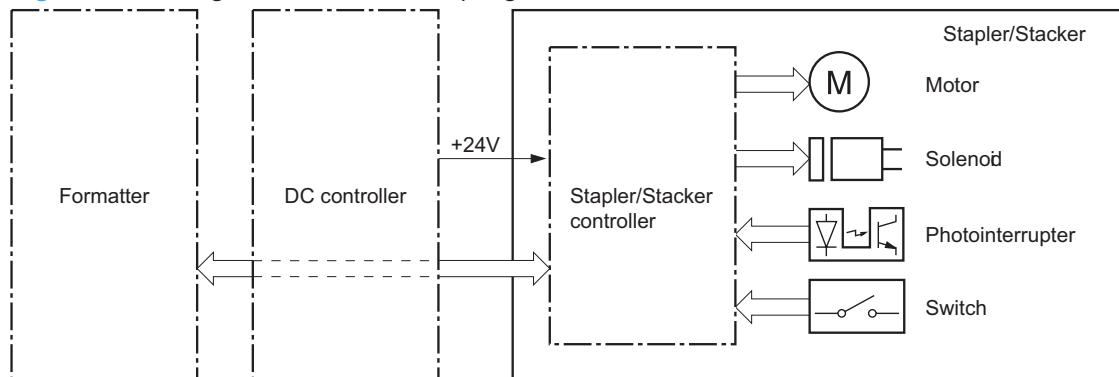 Stapler/Stacker
M
Motor
+24V
Solenoid
Formatter
DC controller
Stapler/Stacker
controller
Photointerrupter
Switch